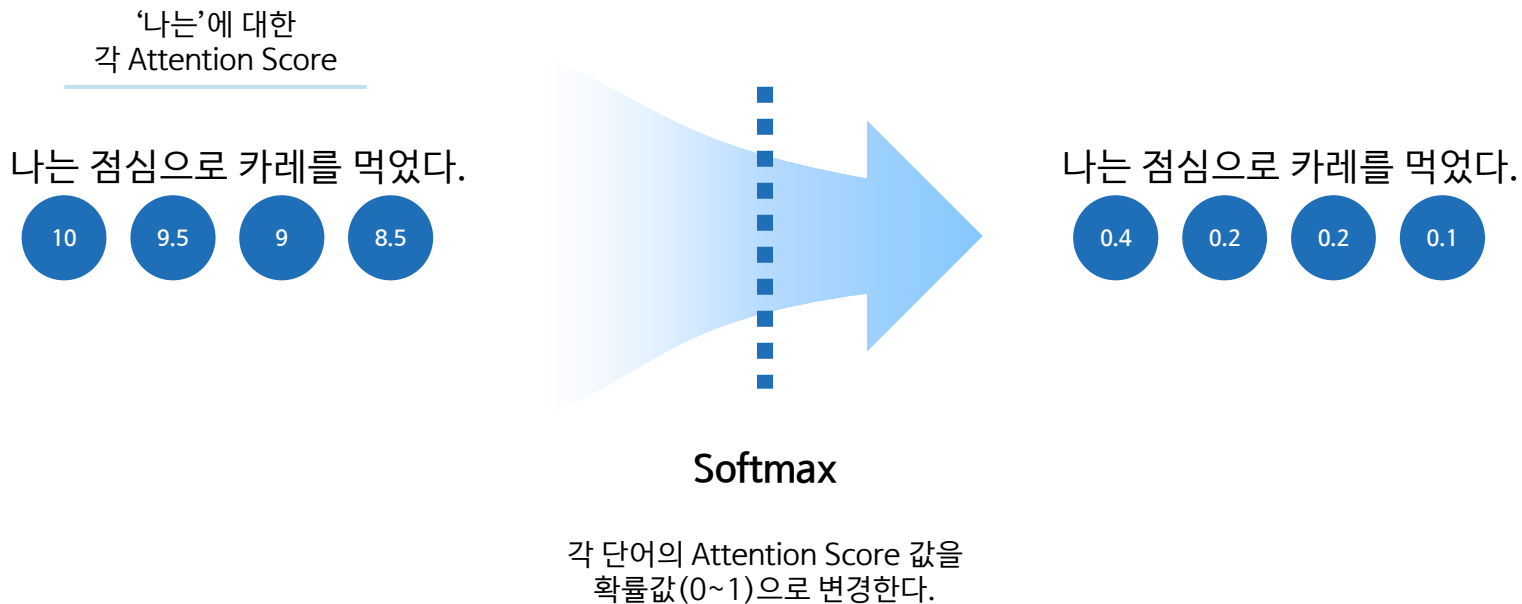 ‘나는’에 대한
각 Attention Score
나는 점심으로 카레를 먹었다.
10 9.5 9 8.5
나는 점심으로 카레를 먹었다.
0.4 0.2 0.2 0.1
Softmax
각 단어의 Attention Score 값을
확률값(0~1)으로 변경한다.